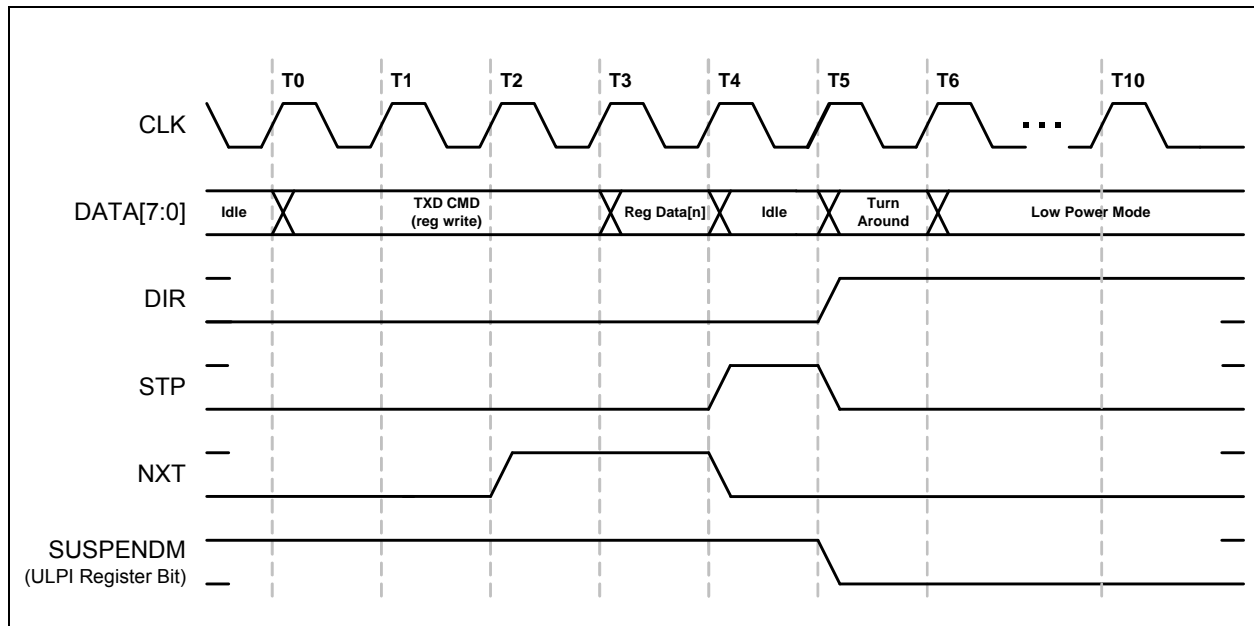 T0 T1 T2 T3 T4 T5 T6 T10
CLK
...
DATA[7:0] Idle TXD CMD Reg Data[n] Idle Turn Low Power Mode
(reg write) Around
DIR
STP
NXT
SUSPENDM
(ULPI Register Bit)